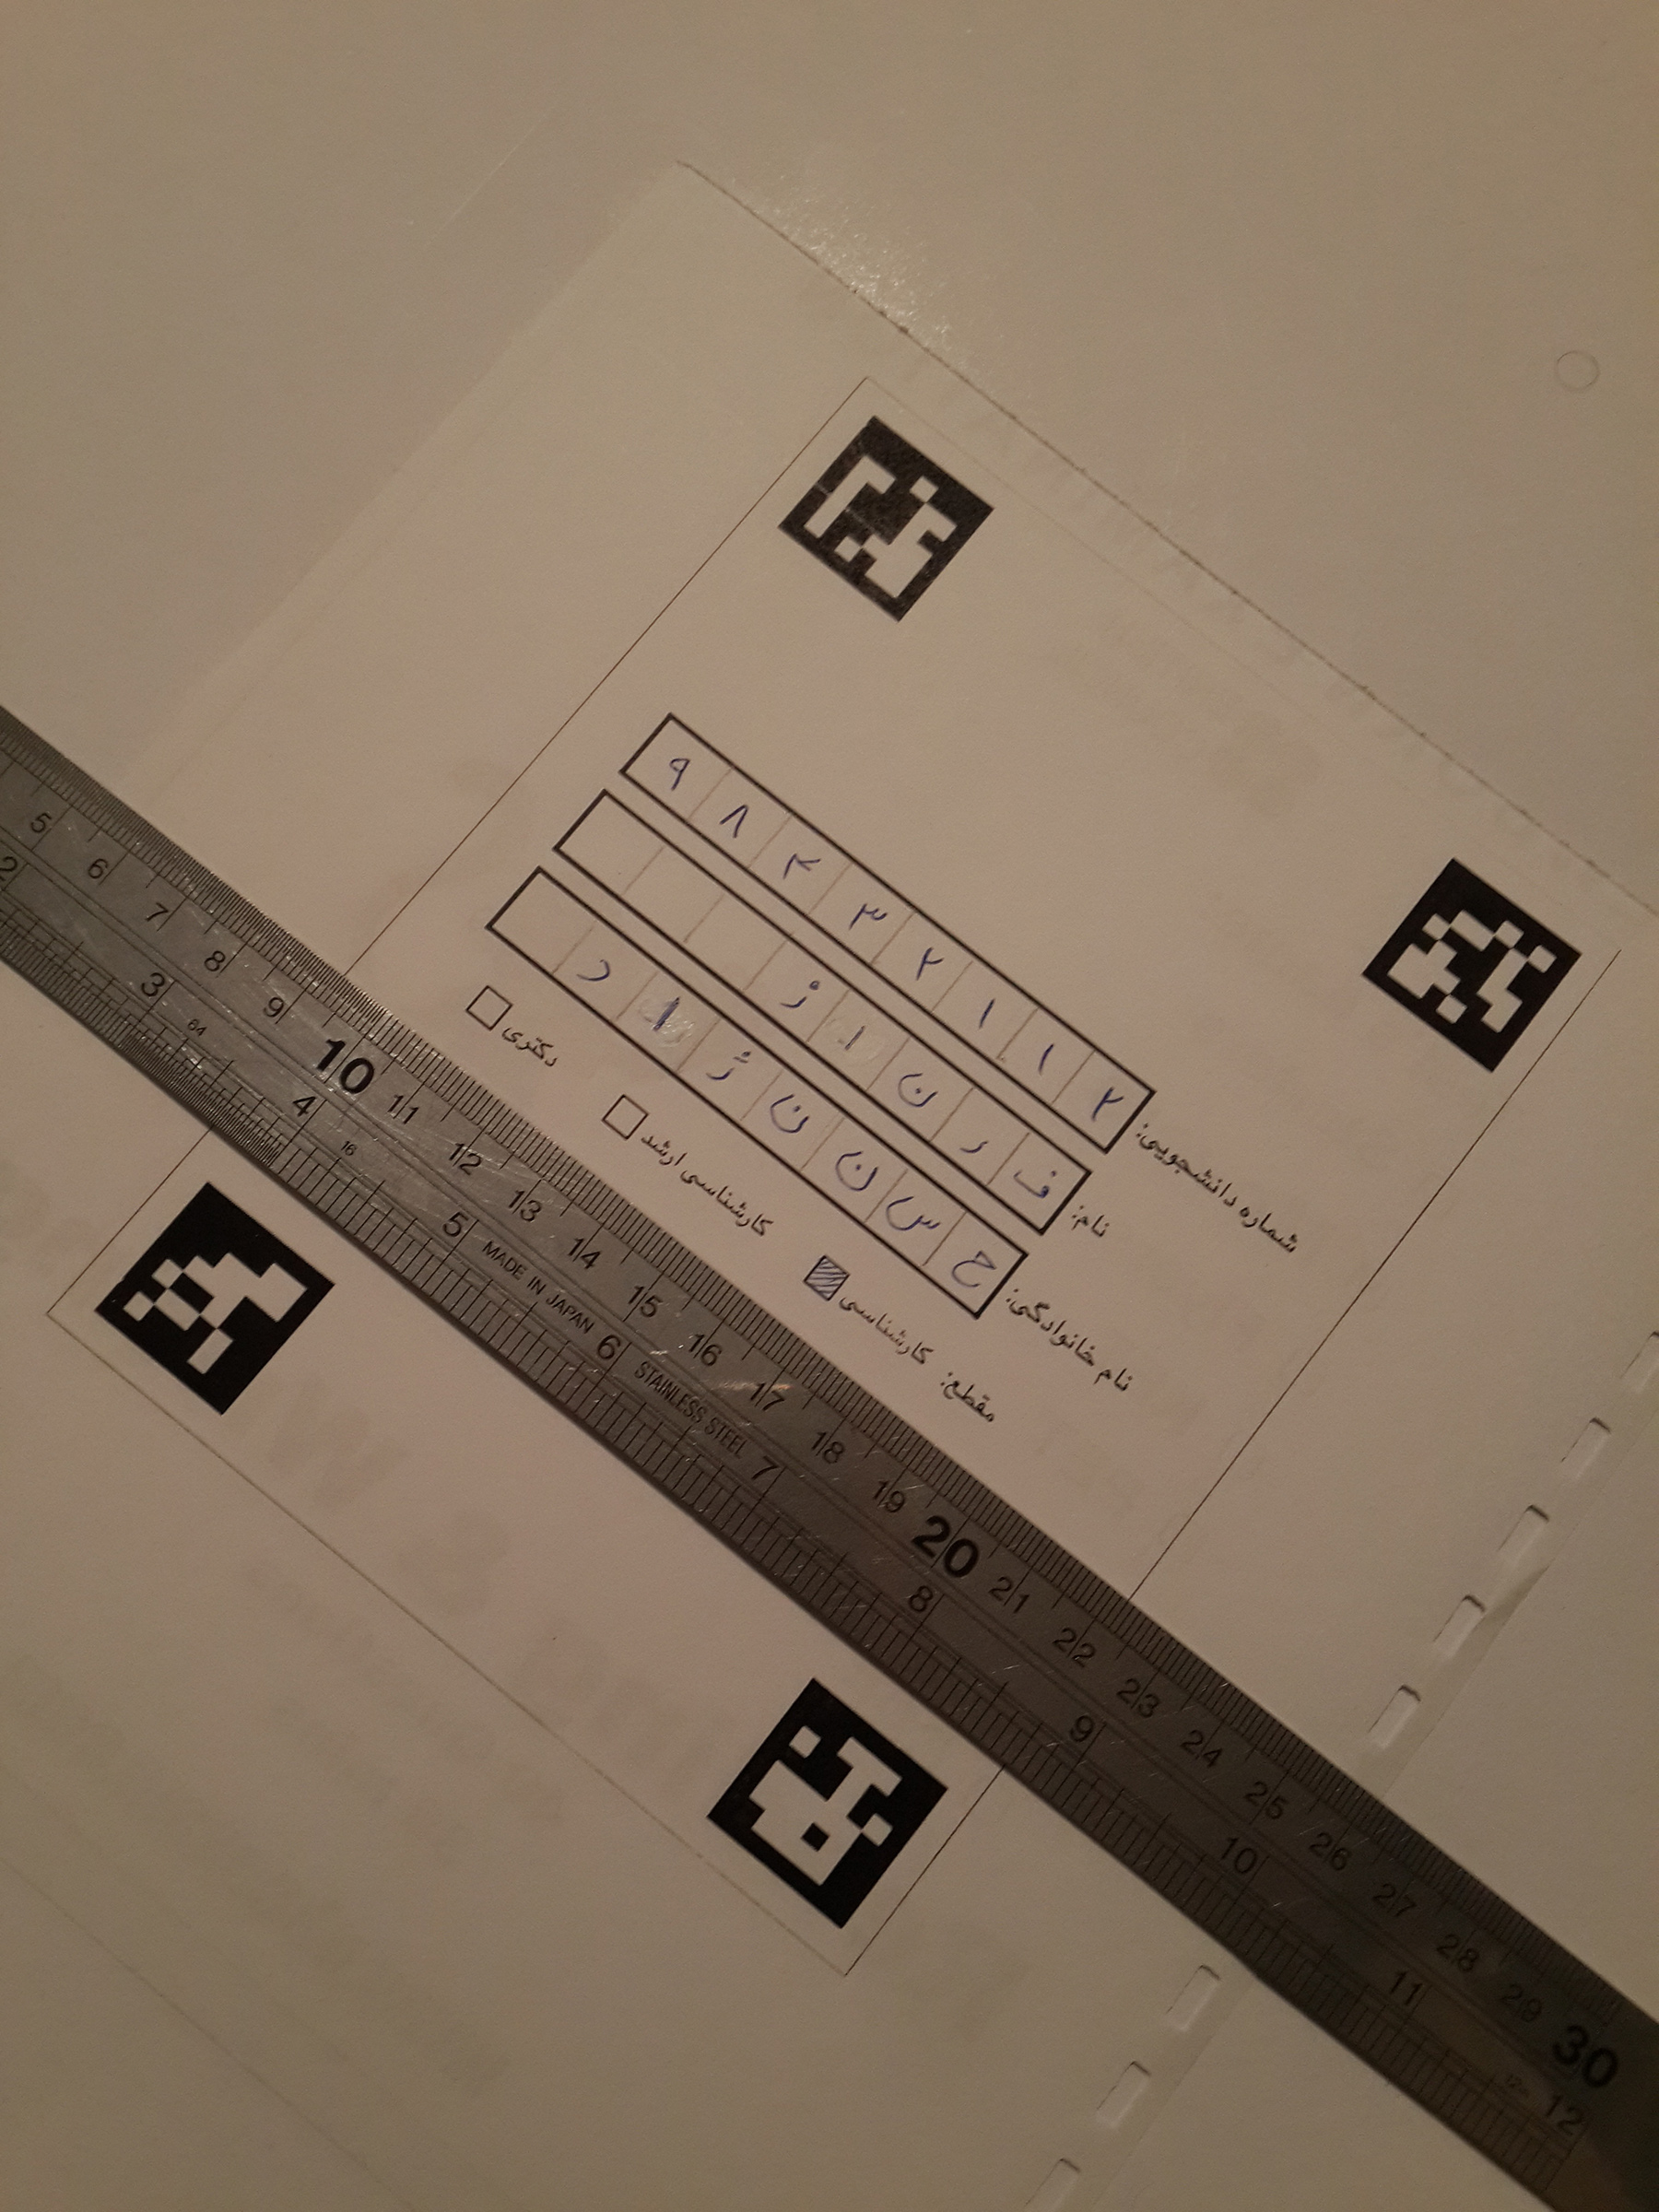 شماره دانشجویی: ۹ ۸ ۴ ۳ ۲ ۱ ۱ ۲
نام: ف ر ن ا ز
نام خانوادگی: ح س ن ن ژ ا د
مقطع: کارشناسی کارشناسی ارشد دکتری
5 6 7 8 9 10 11 12 13 14 15 16 17 18 19 20 21 22 23 24 25 26 27 28 29 30
2 3 4 5 6 7 8 9 10 11 12
64
16
MADE IN JAPAN
STAINLESS STEEL